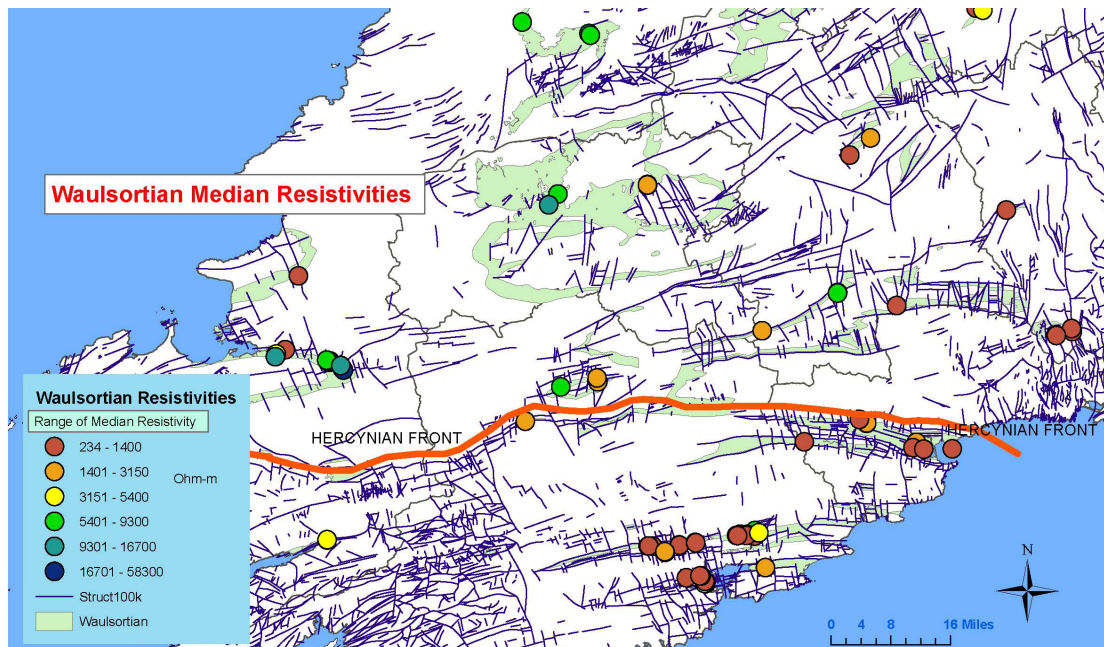 Waulsortian Median Resistivities
HERCYNIAN FRONT
HERCYNIAN FRONT
Waulsortian Resistivities
Range of Median Resistivity
234 - 1400
1401 - 3150
Ohm-m
3151 - 5400
5401 - 9300
9301 - 16700
16701 - 58300
Struct100k
Waulsortian
N
0 4 8 16 Miles